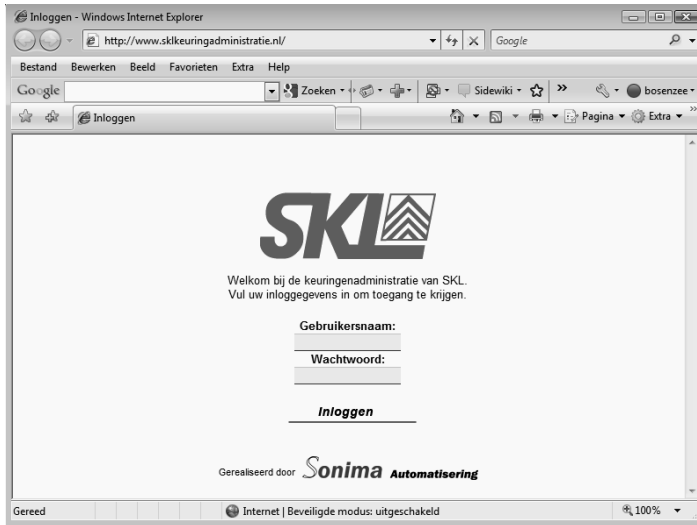 Inloggen - Windows Internet Explorer
http://www.sklkeuringadministratie.nl/
Google
Bestand Bewerken Beeld Favorieten Extra Help
Google Zoeken Sidewiki » bosenzee
Inloggen Pagina Extra »
SKL
Welkom bij de keuringenadministratie van SKL.
Vul uw inloggegevens in om toegang te krijgen.
Gebruikersnaam:
Wachtwoord:
Inloggen
Gerealiseerd door Sonima Automatisering
Gereed Internet | Beveiligde modus: uitgeschakeld 100%